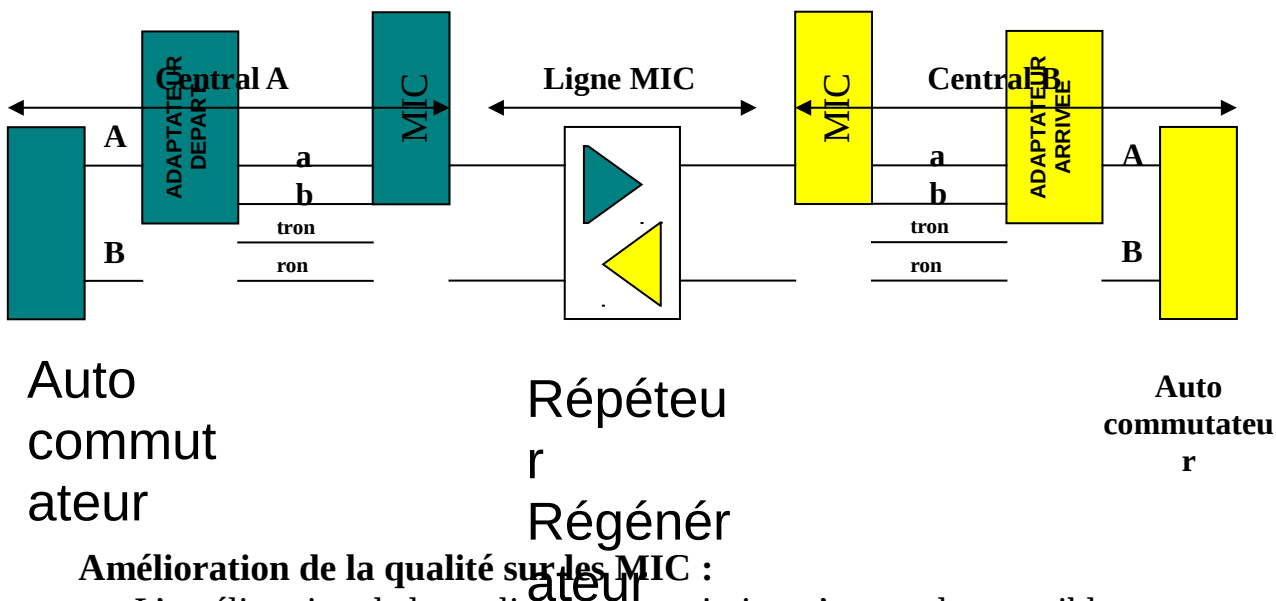 Central A
Ligne MIC
Central B
ADAPTATEUR
DEPART
MIC
MIC
ADAPTATEUR
ARRIVEE
A
a
b
tron
ron
B
a
b
tron
ron
A
B
Auto
commut
ateur
Répéteu
r
Régénér
ateur
Auto
commutateu
r
Amélioration de la qualité sur les MIC :